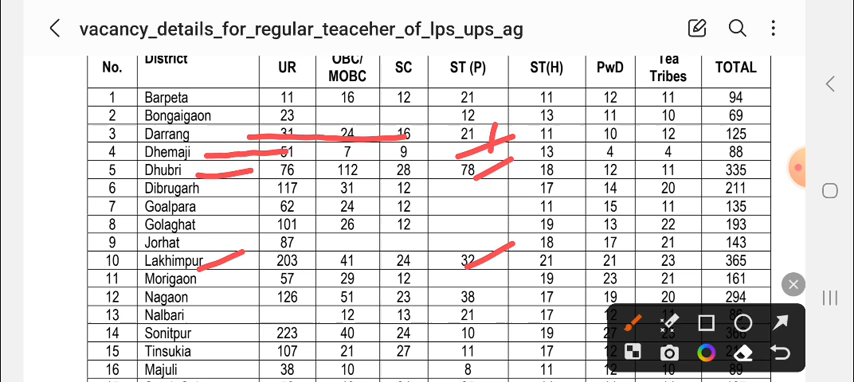 vacancy_details_for_regular_teaceher_of_lps_ups_ag
No. District UR OBC/ MOBC SC ST (P) ST(H) PwD Tea Tribes TOTAL
1 Barpeta 11 16 12 21 11 12 11 94
2 Bongaigaon 23 12 13 11 10 69
3 Darrang 31 24 16 21 11 10 12 125
4 Dhemaji 51 7 9 13 4 4 88
5 Dhubri 76 112 28 78 18 12 11 335
6 Dibrugarh 117 31 12 17 14 20 211
7 Goalpara 62 24 12 11 15 11 135
8 Golaghat 101 26 12 19 13 22 193
9 Jorhat 87 18 17 21 143
10 Lakhimpur 203 41 24 32 21 21 23 365
11 Morigaon 57 29 12 19 23 21 161
12 Nagaon 126 51 23 38 17 19 20 294
13 Nalbari 12 13 21 17
14 Sonitpur 223 40 24 10 19
15 Tinsukia 107 21 27 11 17
16 Majuli 38 10 8 11